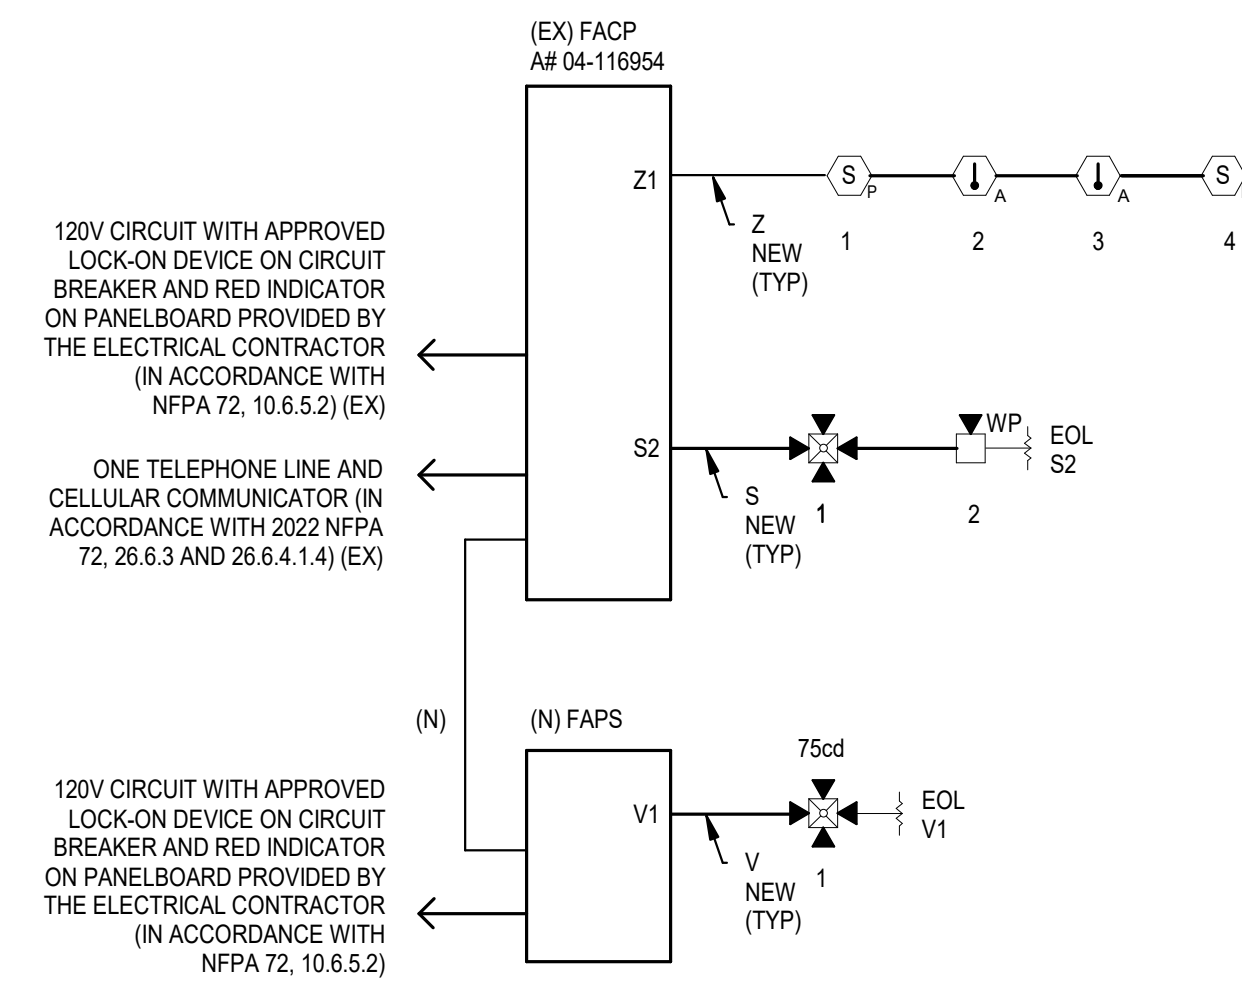 (EX) FACP
A# 04-116954
Z1
S
P
A
A
S
Z
NEW
(TYP)
1
2
3
4
120V CIRCUIT WITH APPROVED
LOCK-ON DEVICE ON CIRCUIT
BREAKER AND RED INDICATOR
ON PANELBOARD PROVIDED BY
THE ELECTRICAL CONTRACTOR
(IN ACCORDANCE WITH
NFPA 72, 10.6.5.2) (EX)
S2
WP
EOL
S2
S
NEW
(TYP)
1
2
ONE TELEPHONE LINE AND
CELLULAR COMMUNICATOR (IN
ACCORDANCE WITH 2022 NFPA
72, 26.6.3 AND 26.6.4.1.4) (EX)
(N)
(N) FAPS
75cd
V1
EOL
V1
V
NEW
(TYP)
1
120V CIRCUIT WITH APPROVED
LOCK-ON DEVICE ON CIRCUIT
BREAKER AND RED INDICATOR
ON PANELBOARD PROVIDED BY
THE ELECTRICAL CONTRACTOR
(IN ACCORDANCE WITH
NFPA 72, 10.6.5.2)